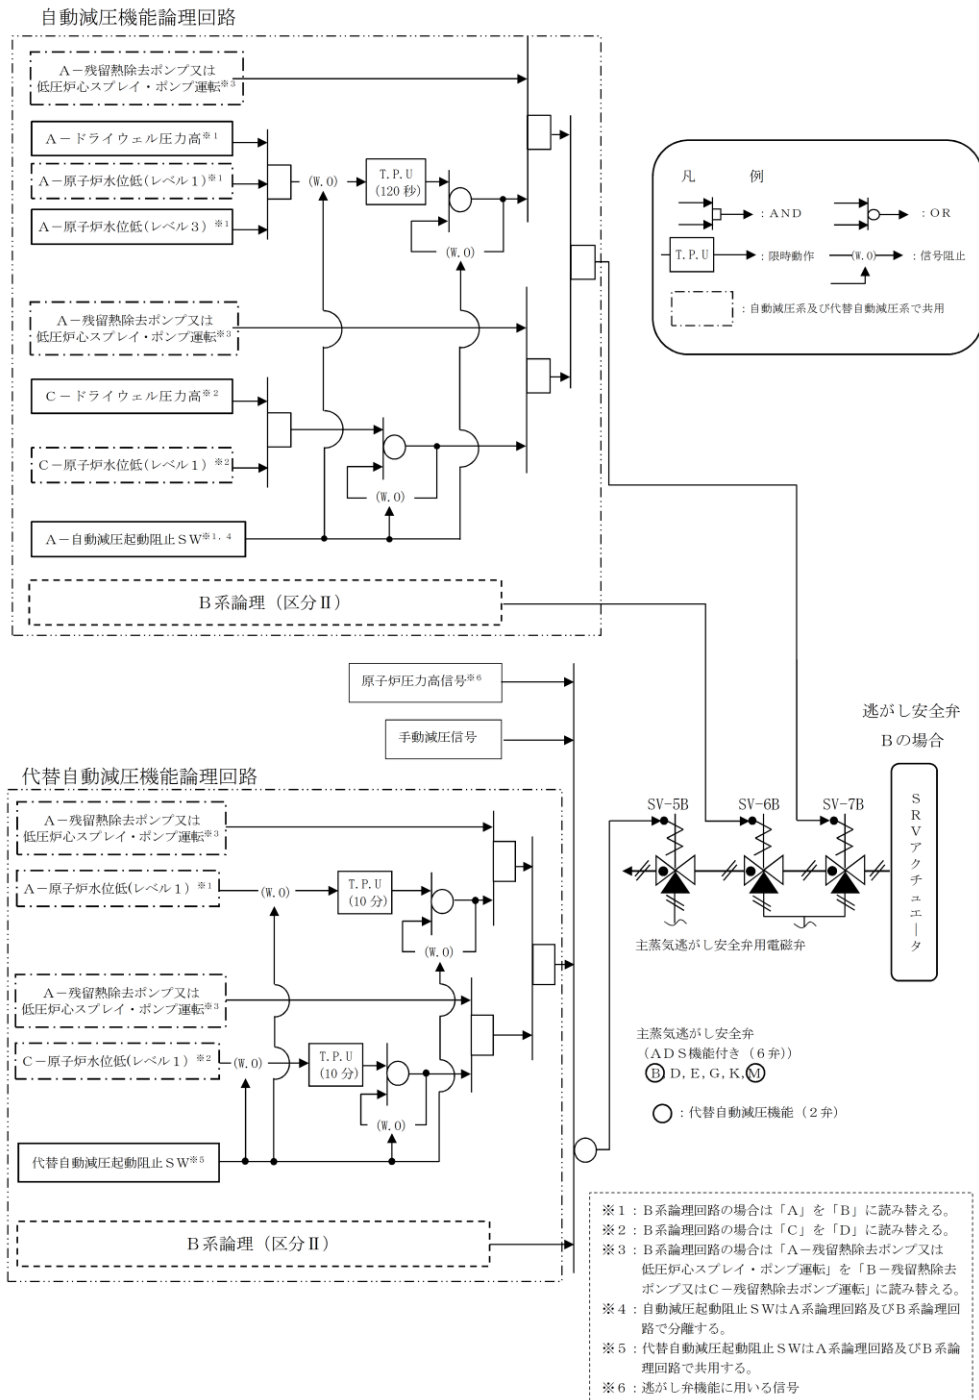 自動減圧機能論理回路
A－残留熱除去ポンプ又は
低圧炉心スプレイ・ポンプ運転※3
A－ドライウェル圧力高※1
A－原子炉水位低(レベル1)※1
A－原子炉水位低(レベル3)※1
(W.O)
T.P.U
(120秒)
(W.O)
A－残留熱除去ポンプ又は
低圧炉心スプレイ・ポンプ運転※3
C－ドライウェル圧力高※2
C－原子炉水位低(レベル1)※2
(W.O)
A－自動減圧起動阻止SW※1,4
B系論理（区分Ⅱ）
凡　例
：AND
：OR
T.P.U
：限時動作
(W.O)
：信号阻止
：自動減圧系及び代替自動減圧系で共用
原子炉圧力高信号※6
手動減圧信号
代替自動減圧機能論理回路
A－残留熱除去ポンプ又は
低圧炉心スプレイ・ポンプ運転※3
A－原子炉水位低(レベル1)※1
(W.O)
T.P.U
(10分)
(W.O)
A－残留熱除去ポンプ又は
低圧炉心スプレイ・ポンプ運転※3
C－原子炉水位低(レベル1)※2
(W.O)
T.P.U
(10分)
(W.O)
代替自動減圧起動阻止SW※5
B系論理（区分Ⅱ）
逃がし安全弁
Bの場合
SV-5B
SV-6B
SV-7B
SRVアクチュエータ
主蒸気逃がし安全弁用電磁弁
主蒸気逃がし安全弁
（ADS機能付き（6弁））
B,D,E,G,K,M
：代替自動減圧機能（2弁）
※1：B系論理回路の場合は「A」を「B」に読み替える。
※2：B系論理回路の場合は「C」を「D」に読み替える。
※3：B系論理回路の場合は「A－残留熱除去ポンプ又は
低圧炉心スプレイ・ポンプ運転」を「B－残留熱除去
ポンプ又はC－残留熱除去ポンプ運転」に読み替える。
※4：自動減圧起動阻止SWはA系論理回路及びB系論理回
路で分離する。
※5：代替自動減圧起動阻止SWはA系論理回路及びB系論
理回路で共用する。
※6：逃がし弁機能に用いる信号